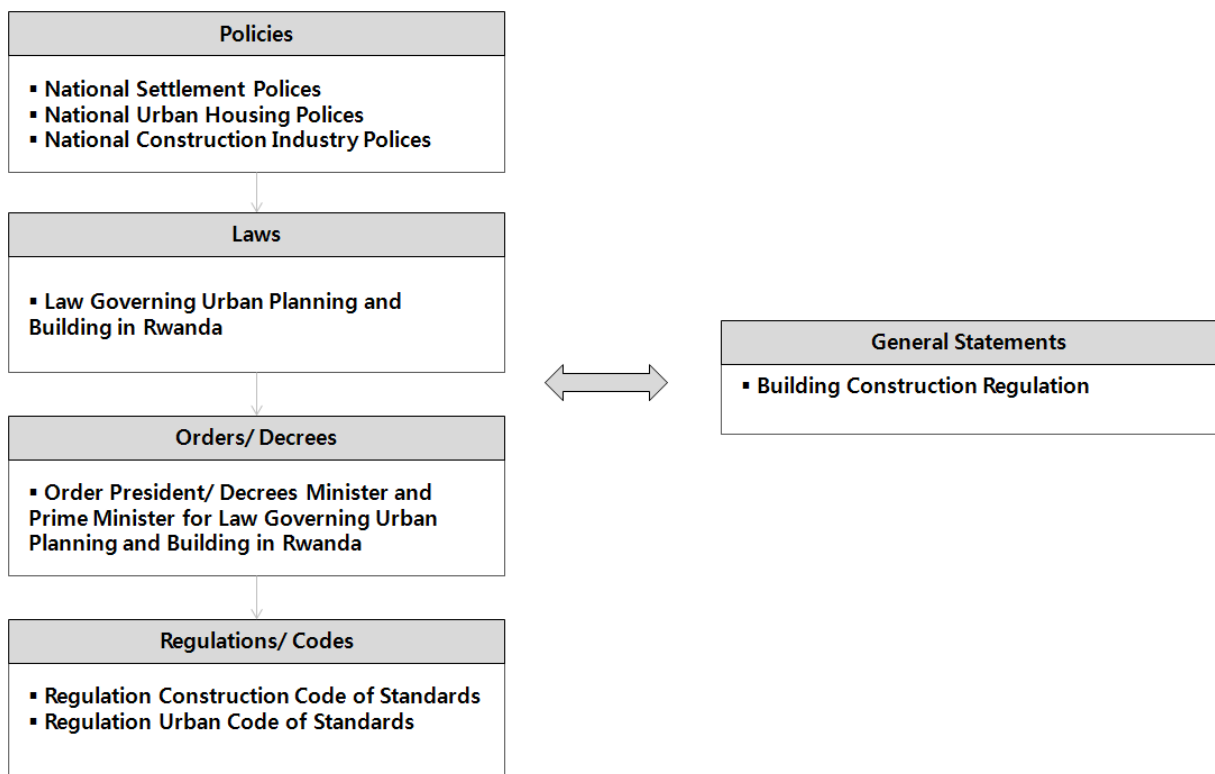 Policies
▪ National Settlement Polices
▪ National Urban Housing Polices
▪ National Construction Industry Polices
Laws
▪ Law Governing Urban Planning and
Building in Rwanda
Orders/ Decrees
▪ Order President/ Decrees Minister and
Prime Minister for Law Governing Urban
Planning and Building in Rwanda
Regulations/ Codes
▪ Regulation Construction Code of Standards
▪ Regulation Urban Code of Standards
General Statements
▪ Building Construction Regulation